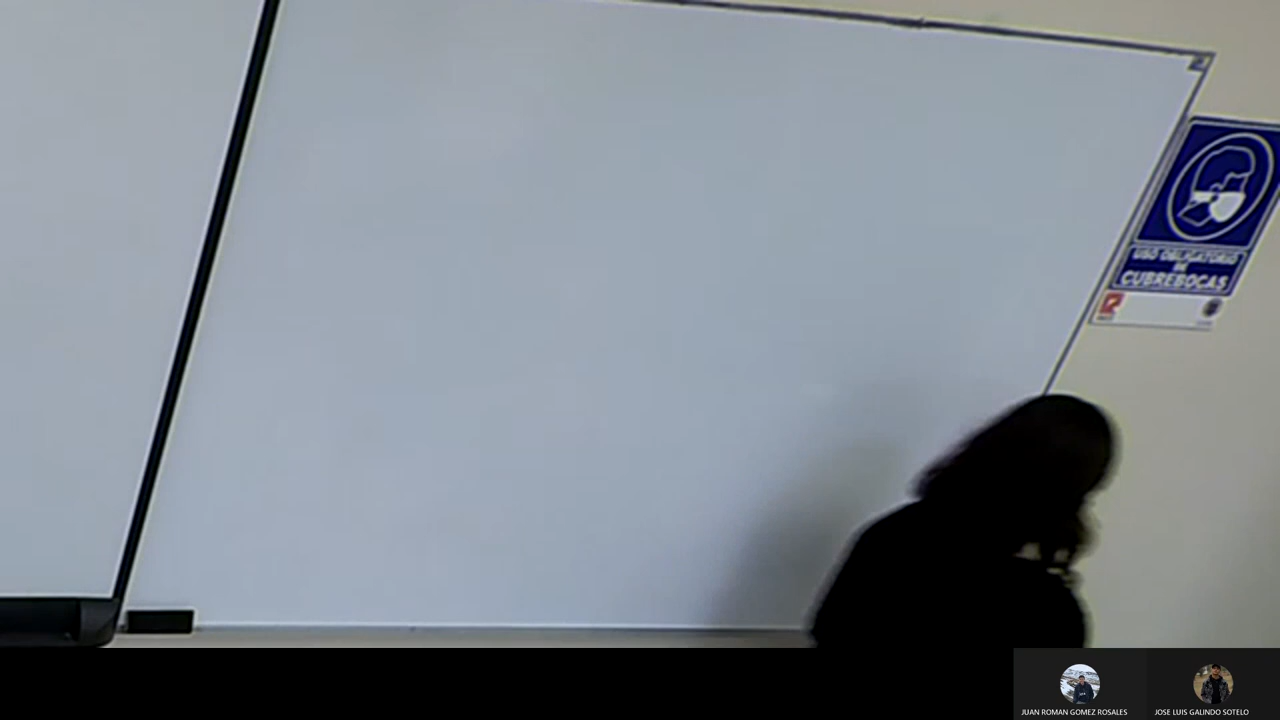 USO OBLIGATORIO
DE
CUBREBOCAS
JUAN ROMAN GOMEZ ROSALES
JOSE LUIS GALINDO SOTELO